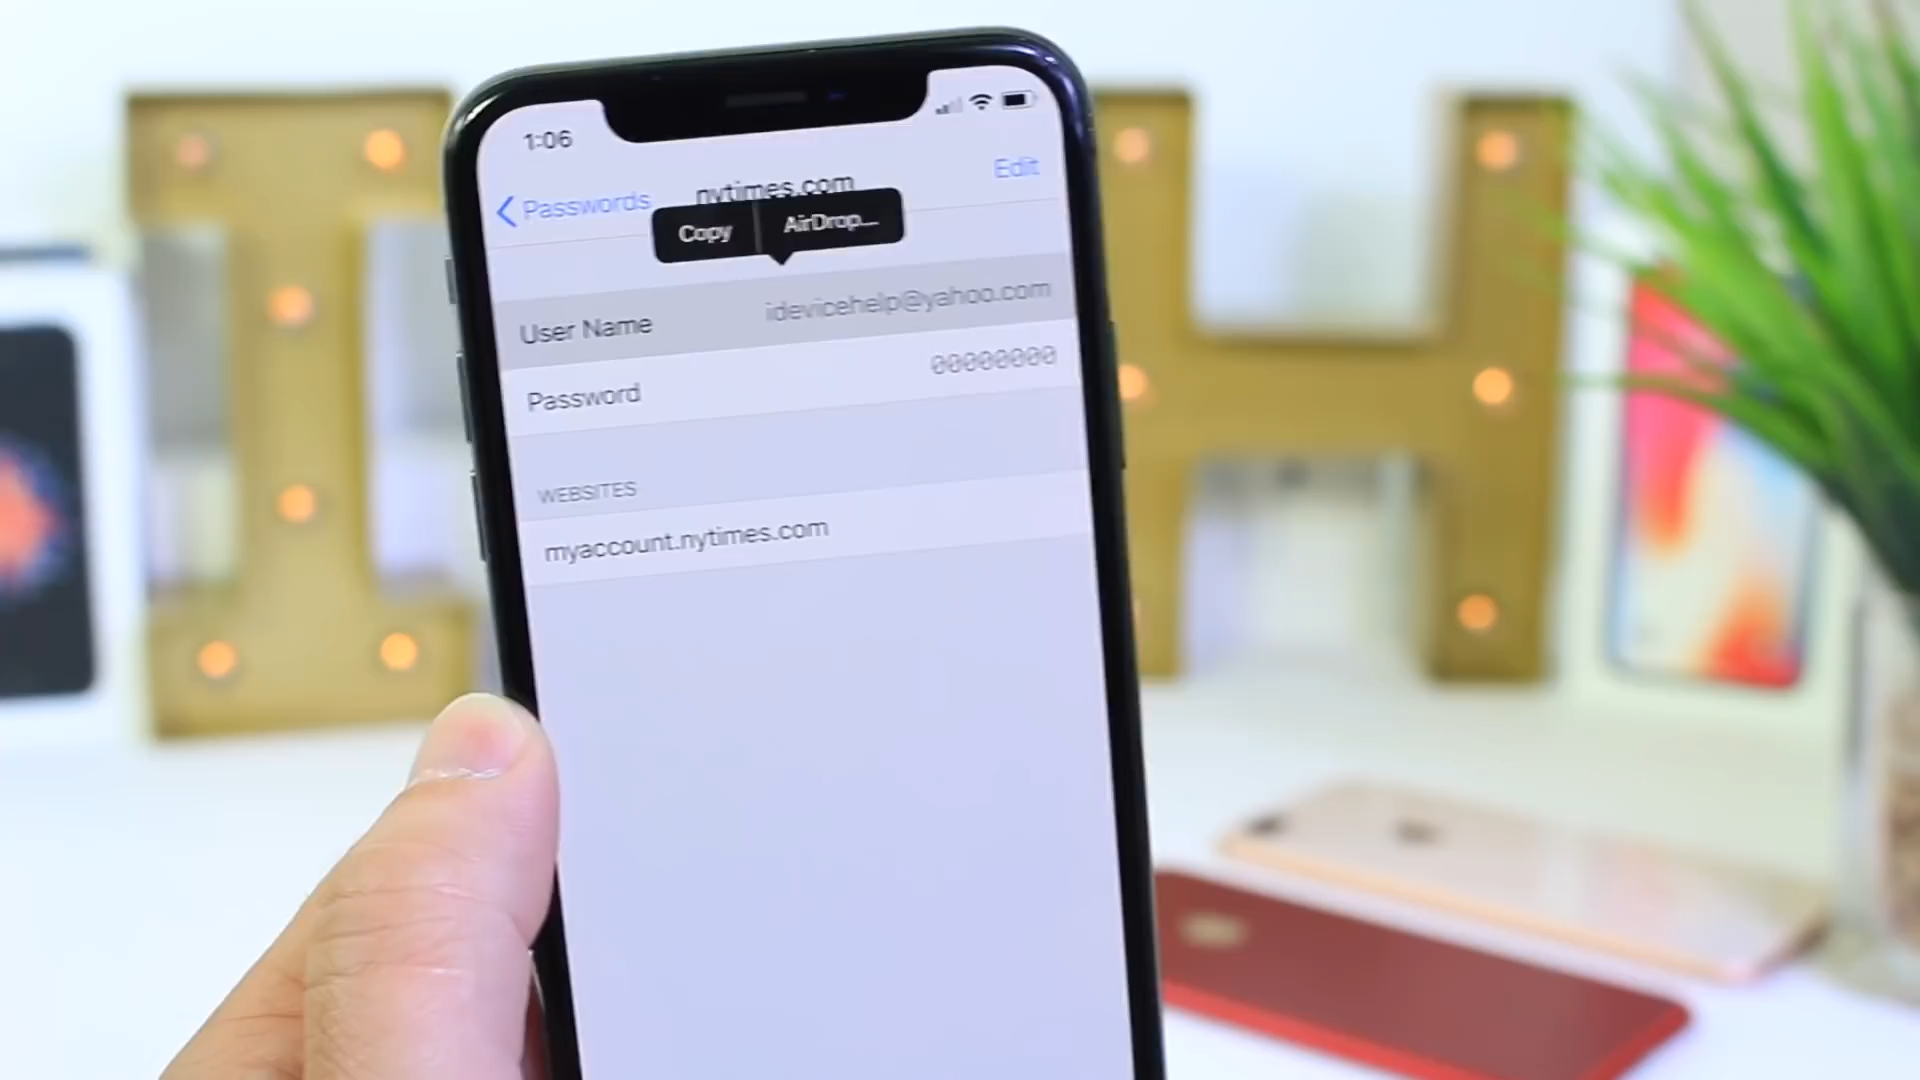 1:06
Passwords nytimes.com Edit
Copy AirDrop...
User Name idevicehelp@yahoo.com
Password 00000000
WEBSITES
myaccount.nytimes.com
IH